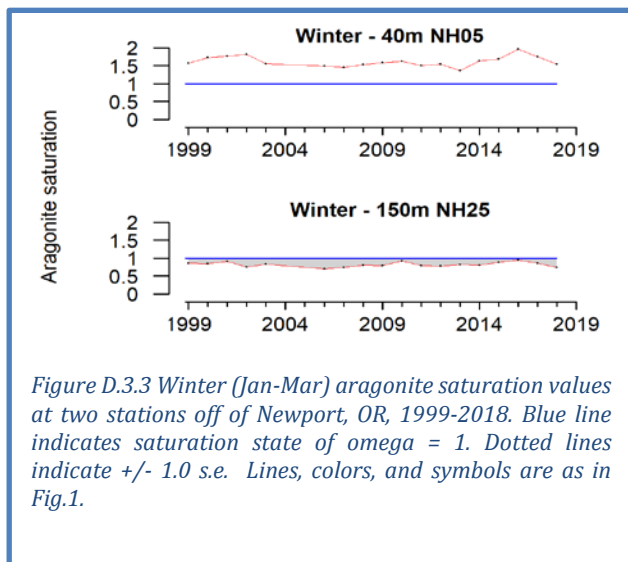 Winter - 40m NH05
Aragonite saturation
2
1.5
1
0.5
0
1999 2004 2009 2014 2019
Winter - 150m NH25
2
1.5
1
0.5
0
1999 2004 2009 2014 2019
Figure D.3.3 Winter (Jan-Mar) aragonite saturation values
at two stations off of Newport, OR, 1999-2018. Blue line
indicates saturation state of omega = 1. Dotted lines
indicate +/- 1.0 s.e. Lines, colors, and symbols are as in
Fig.1.